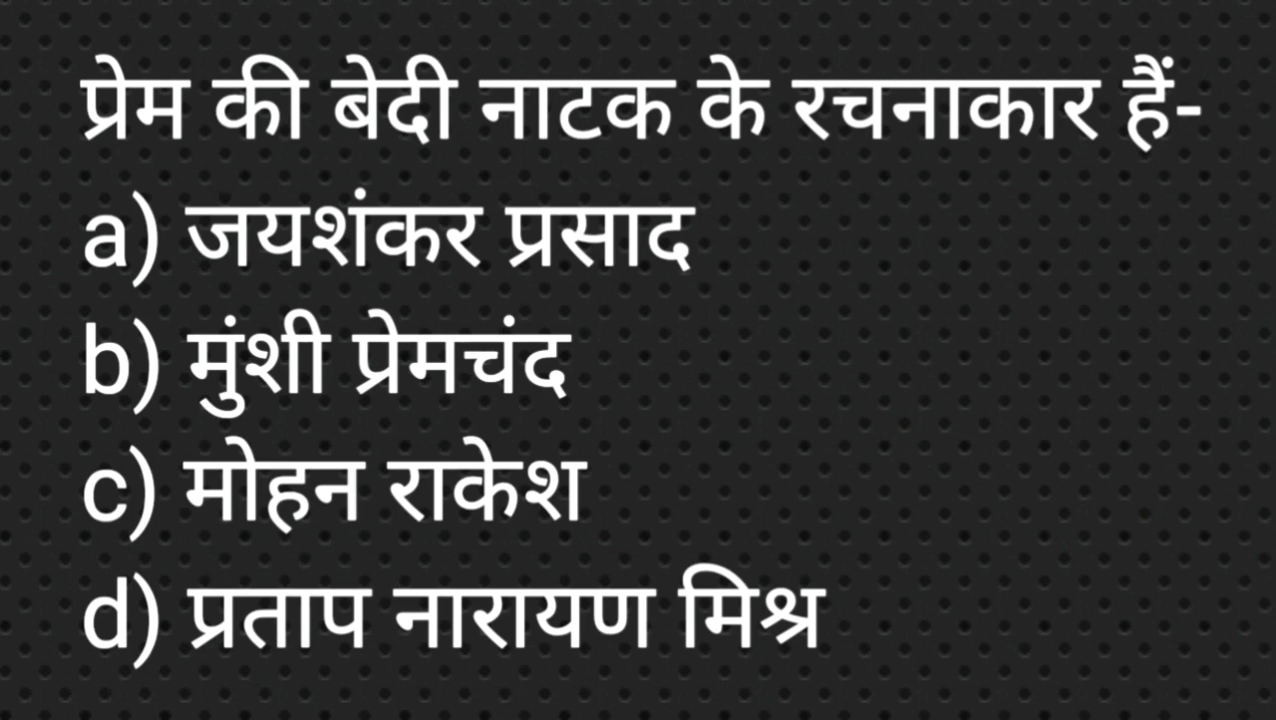 प्रेम की बेदी नाटक के रचनाकार हैं-
a) जयशंकर प्रसाद
b) मुंशी प्रेमचंद
c) मोहन राकेश
d) प्रताप नारायण मिश्र